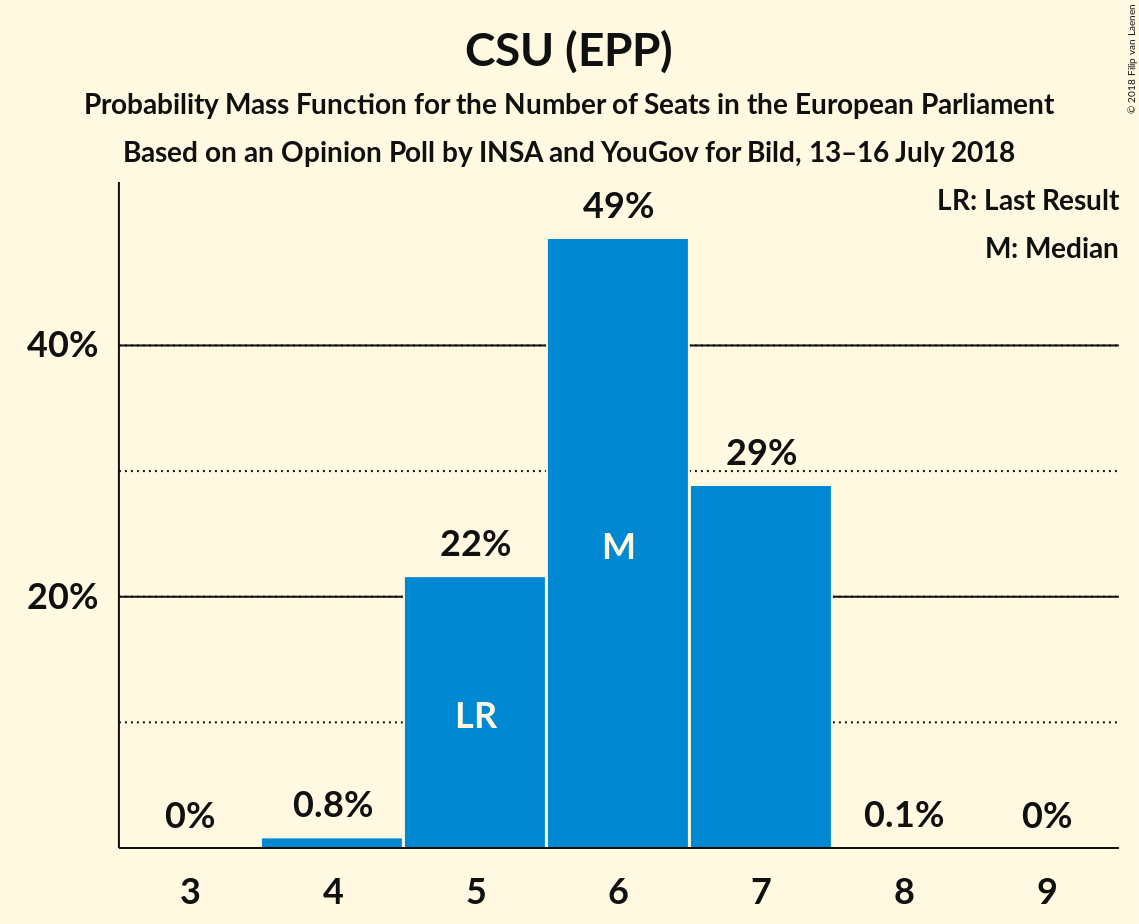 CSU (EPP)
Probability Mass Function for the Number of Seats in the European Parliament
Based on an Opinion Poll by INSA and YouGov for Bild, 13–16 July 2018
© 2018 Filip van Laenen
LR: Last Result
M: Median
49%
40%
29%
22%
M
20%
LR
0%
0.8%
0.1%
0%
3 4 5 6 7 8 9